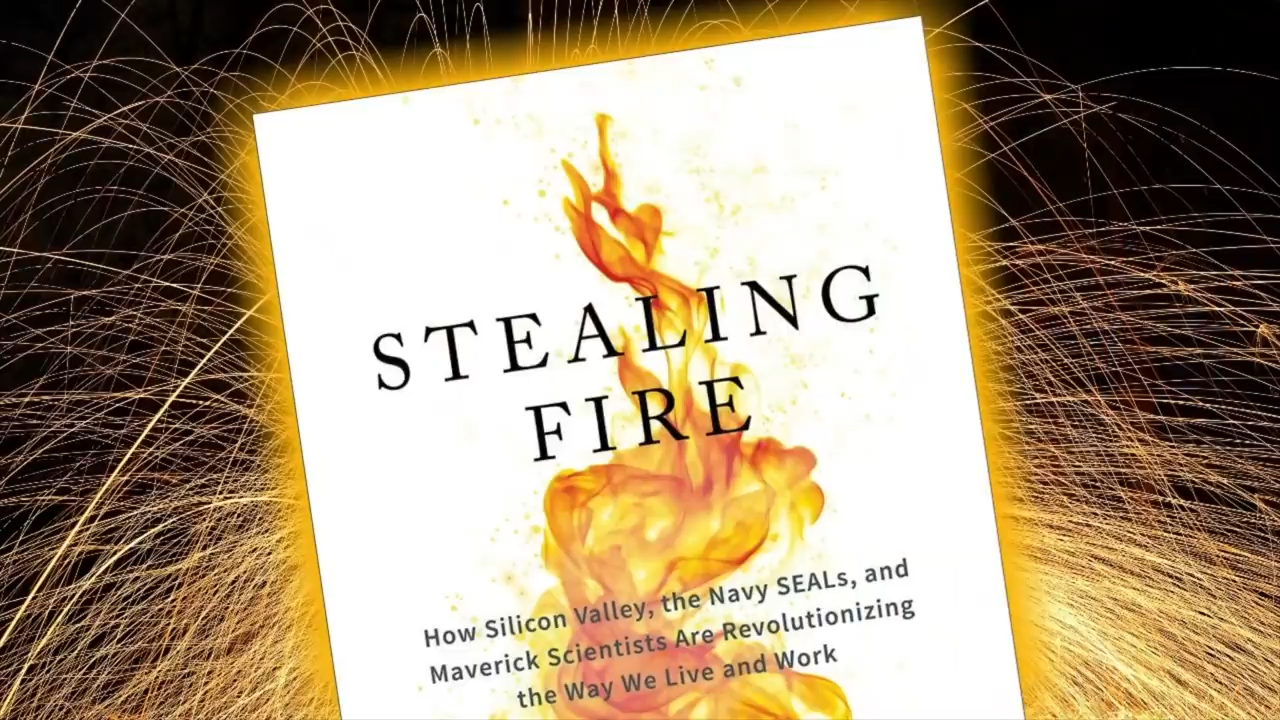 STEALING
FIRE
How Silicon Valley, the Navy SEALs, and
Maverick Scientists Are Revolutionizing
the Way We Live and Work